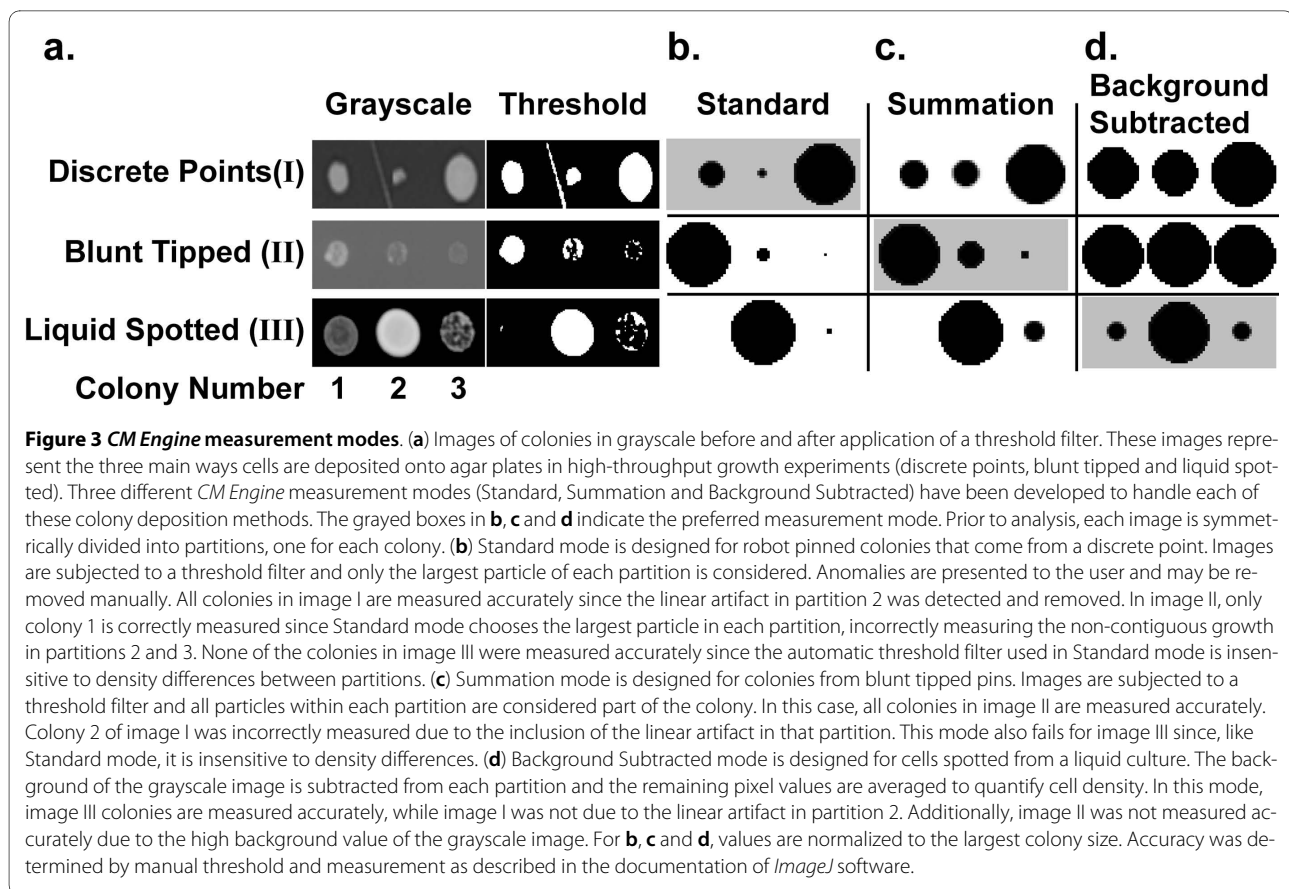 a.
b.
c.
d.
Grayscale
Threshold
Standard
Summation
Background
Subtracted
Discrete Points(I)
Blunt Tipped (II)
Liquid Spotted (III)
Colony Number 1 2 3
Figure 3 CM Engine measurement modes. (a) Images of colonies in grayscale before and after application of a threshold filter. These images repre-
sent the three main ways cells are deposited onto agar plates in high-throughput growth experiments (discrete points, blunt tipped and liquid spot-
ted). Three different CM Engine measurement modes (Standard, Summation and Background Subtracted) have been developed to handle each of
these colony deposition methods. The grayed boxes in b, c and d indicate the preferred measurement mode. Prior to analysis, each image is symmet-
rically divided into partitions, one for each colony. (b) Standard mode is designed for robot pinned colonies that come from a discrete point. Images
are subjected to a threshold filter and only the largest particle of each partition is considered. Anomalies are presented to the user and may be re-
moved manually. All colonies in image I are measured accurately since the linear artifact in partition 2 was detected and removed. In image II, only
colony 1 is correctly measured since Standard mode chooses the largest particle in each partition, incorrectly measuring the non-contiguous growth
in partitions 2 and 3. None of the colonies in image III were measured accurately since the automatic threshold filter used in Standard mode is insen-
sitive to density differences between partitions. (c) Summation mode is designed for colonies from blunt tipped pins. Images are subjected to a
threshold filter and all particles within each partition are considered part of the colony. In this case, all colonies in image II are measured accurately.
Colony 2 of image I was incorrectly measured due to the inclusion of the linear artifact in that partition. This mode also fails for image III since, like
Standard mode, it is insensitive to density differences. (d) Background Subtracted mode is designed for cells spotted from a liquid culture. The back-
ground of the grayscale image is subtracted from each partition and the remaining pixel values are averaged to quantify cell density. In this mode,
image III colonies are measured accurately, while image I was not due to the linear artifact in partition 2. Additionally, image II was not measured ac-
curately due to the high background value of the grayscale image. For b, c and d, values are normalized to the largest colony size. Accuracy was de-
termined by manual threshold and measurement as described in the documentation of ImageJ software.